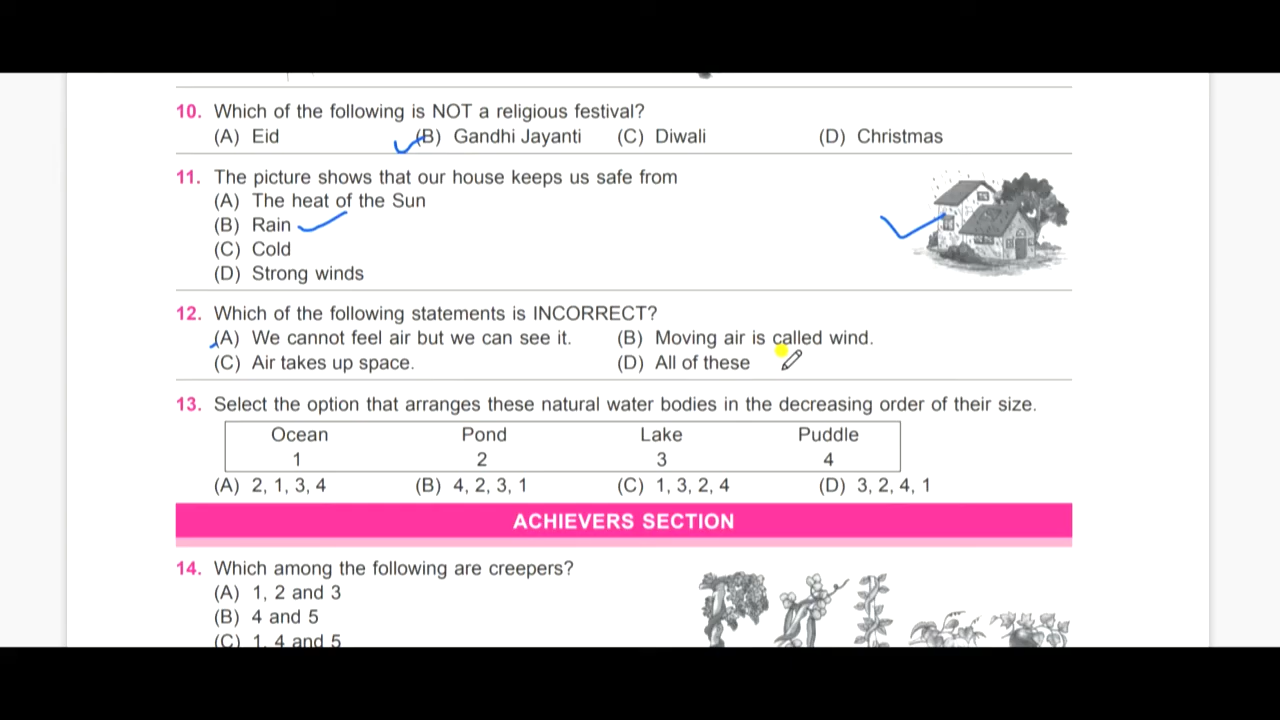 10. Which of the following is NOT a religious festival?
(A) Eid (B) Gandhi Jayanti (C) Diwali (D) Christmas
11. The picture shows that our house keeps us safe from
(A) The heat of the Sun
(B) Rain
(C) Cold
(D) Strong winds
12. Which of the following statements is INCORRECT?
(A) We cannot feel air but we can see it. (B) Moving air is called wind.
(C) Air takes up space. (D) All of these
13. Select the option that arranges these natural water bodies in the decreasing order of their size.
Ocean Pond Lake Puddle
1 2 3 4
(A) 2, 1, 3, 4 (B) 4, 2, 3, 1 (C) 1, 3, 2, 4 (D) 3, 2, 4, 1
ACHIEVERS SECTION
14. Which among the following are creepers?
(A) 1, 2 and 3
(B) 4 and 5
(C) 1, 4 and 5